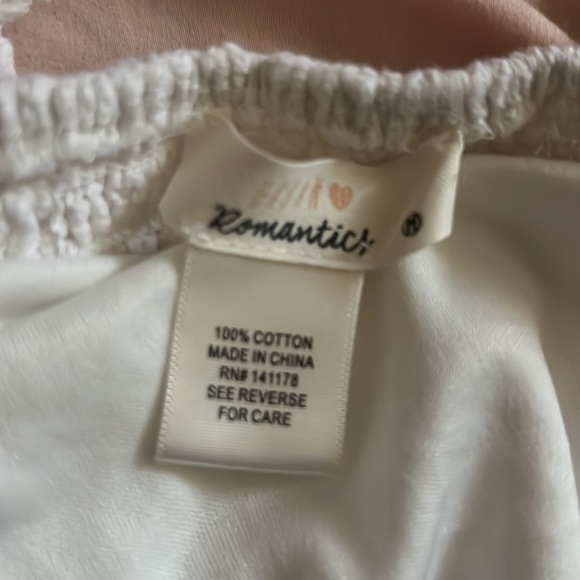 Romantic
M
100% COTTON
MADE IN CHINA
RN# 141178
SEE REVERSE
FOR CARE